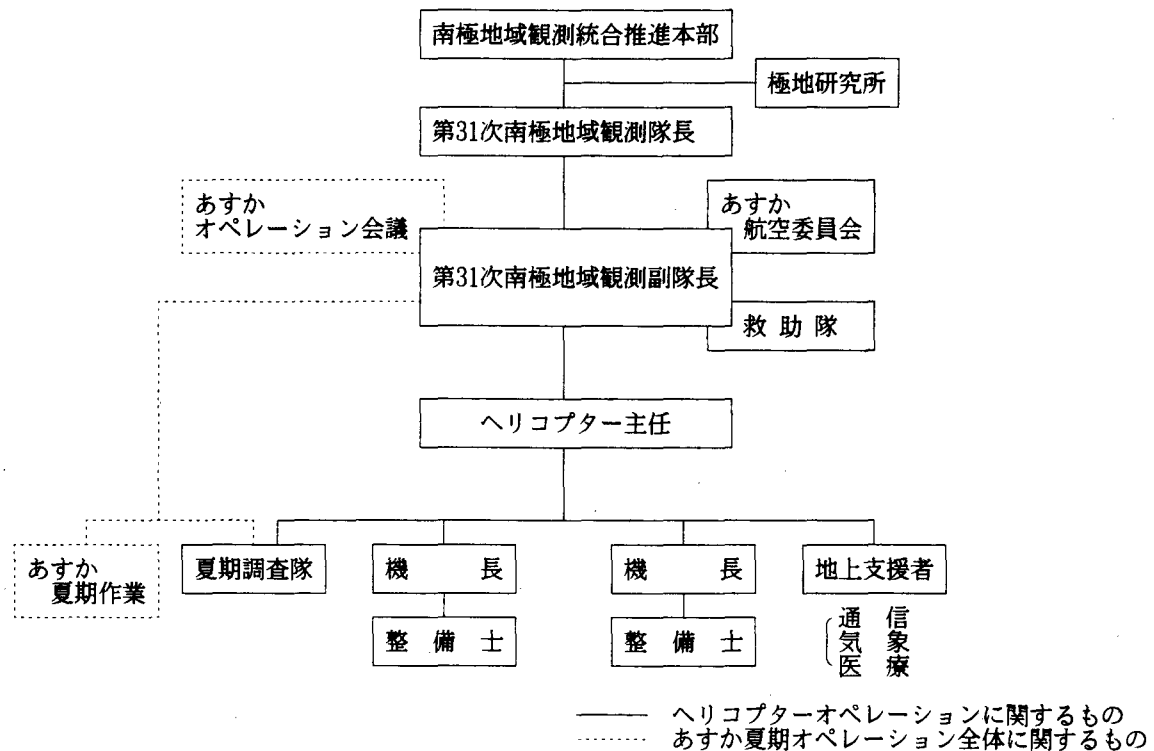 南極地域観測統合推進本部
極地研究所
第31次南極地域観測隊長
あすか
オペレーション会議
あすか
航空委員会
第31次南極地域観測副隊長
救助隊
ヘリコプター主任
あすか
夏期作業
夏期調査隊
機長
機長
地上支援者
整備士
整備士
通信
気象
医療
ヘリコプターオペレーションに関するもの
あすか夏期オペレーション全体に関するもの